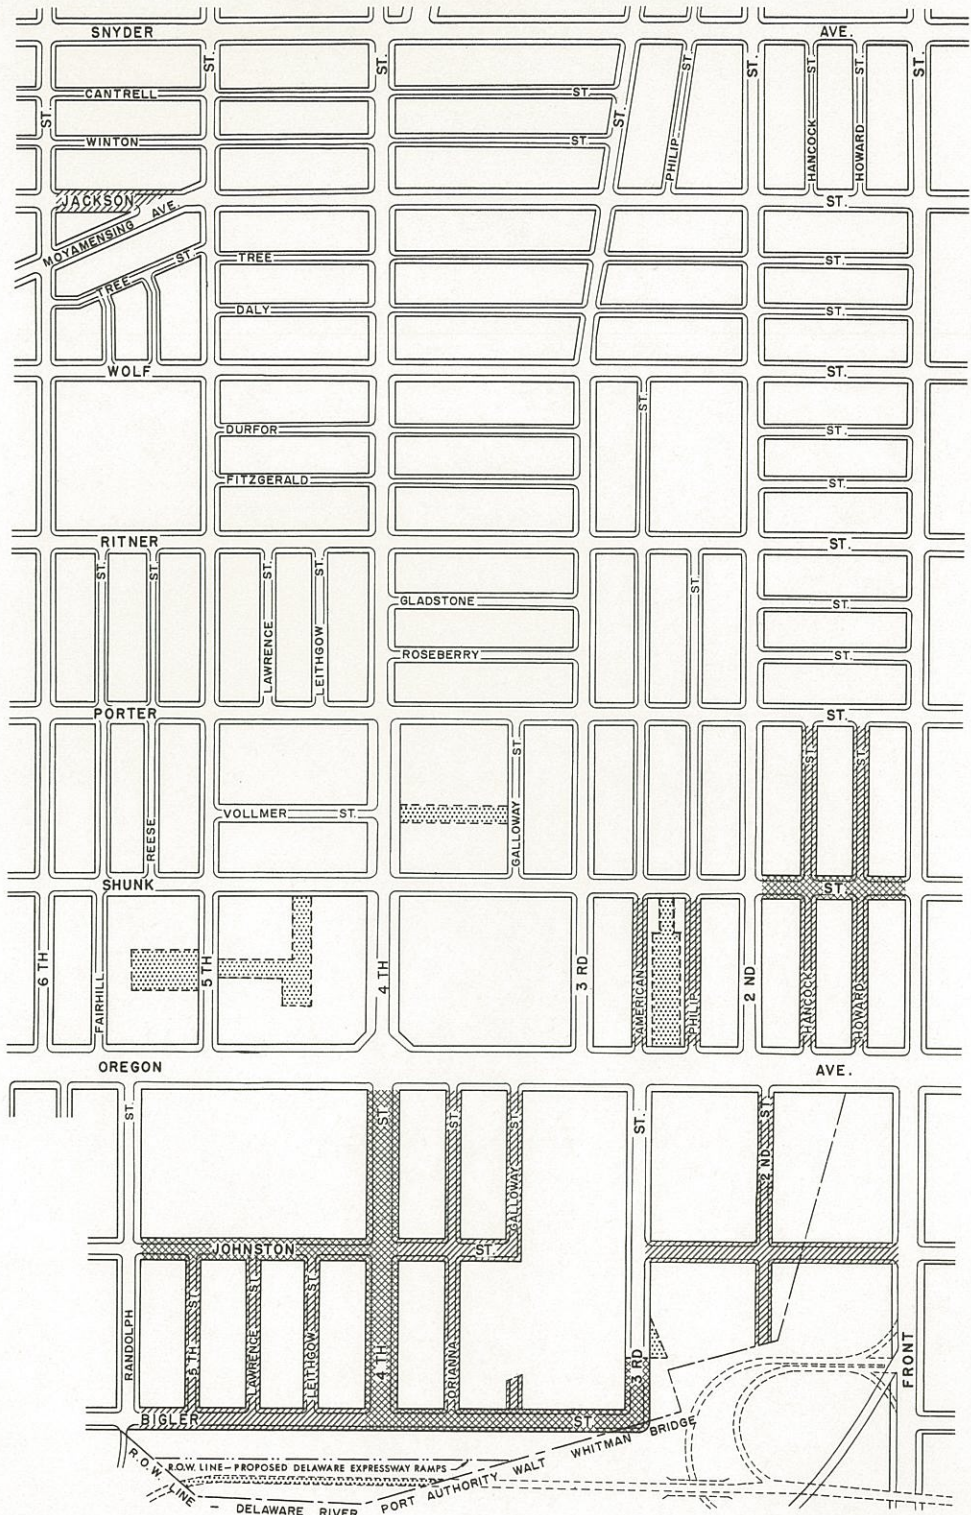 SNYDER AVE.
ST. ST. ST. ST. ST. ST. ST.
CANTRELL ST.
ST. ST.
WINTON ST.
PHILIP HANCOCK HOWARD
JACKSON ST.
MOYAMENSING AVE.
TREE ST. TREE ST.
DALY ST.
WOLF ST.
ST.
DURFOR ST.
FITZGERALD ST.
RITNER ST.
ST. ST. ST. ST. ST.
GLADSTONE ST.
LAWRENCE LEITHGOW
ROSEBERRY ST.
PORTER ST.
ST. ST. ST.
VOLLMER ST.
REESE GALLOWAY
SHUNK ST.
6 TH FAIRHILL 5 TH 4 TH 3 RD AMERICAN PHILIP 2 ND HANCOCK HOWARD
OREGON AVE.
ST. ST. ST. ST. ST. ST.
GALLOWAY 2 ND
JOHNSTON ST.
ST. ST. ST.
RANDOLPH 5 TH LAWRENCE LEITHGOW 4 TH ORIANNA 3 RD FRONT
BIGLER ST.
R.O.W. LINE – DELAWARE RIVER PORT AUTHORITY WALT WHITMAN BRIDGE
R.O.W. LINE – PROPOSED DELAWARE EXPRESSWAY RAMPS